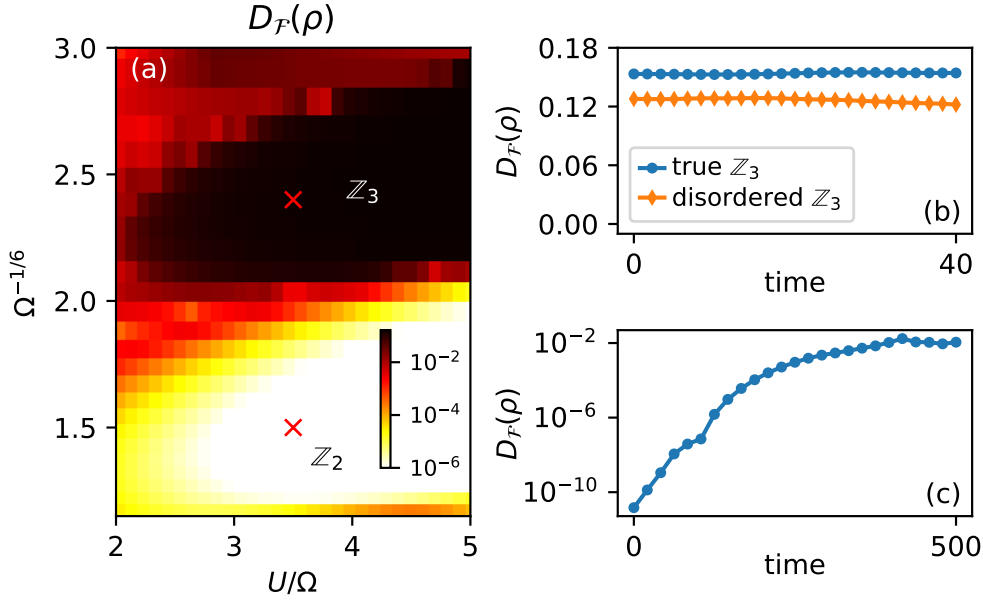 D_ℱ(ρ)
(a)
3.0
2.5
2.0
1.5
Ω^{-1/6}
ℤ₃
ℤ₂
10^{-2}
10^{-4}
10^{-6}
2 3 4 5
U/Ω
0.18
0.12
0.06
0.00
D_ℱ(ρ)
true ℤ₃
disordered ℤ₃
(b)
0 40
time
10^{-2}
10^{-6}
10^{-10}
D_ℱ(ρ)
(c)
0 500
time